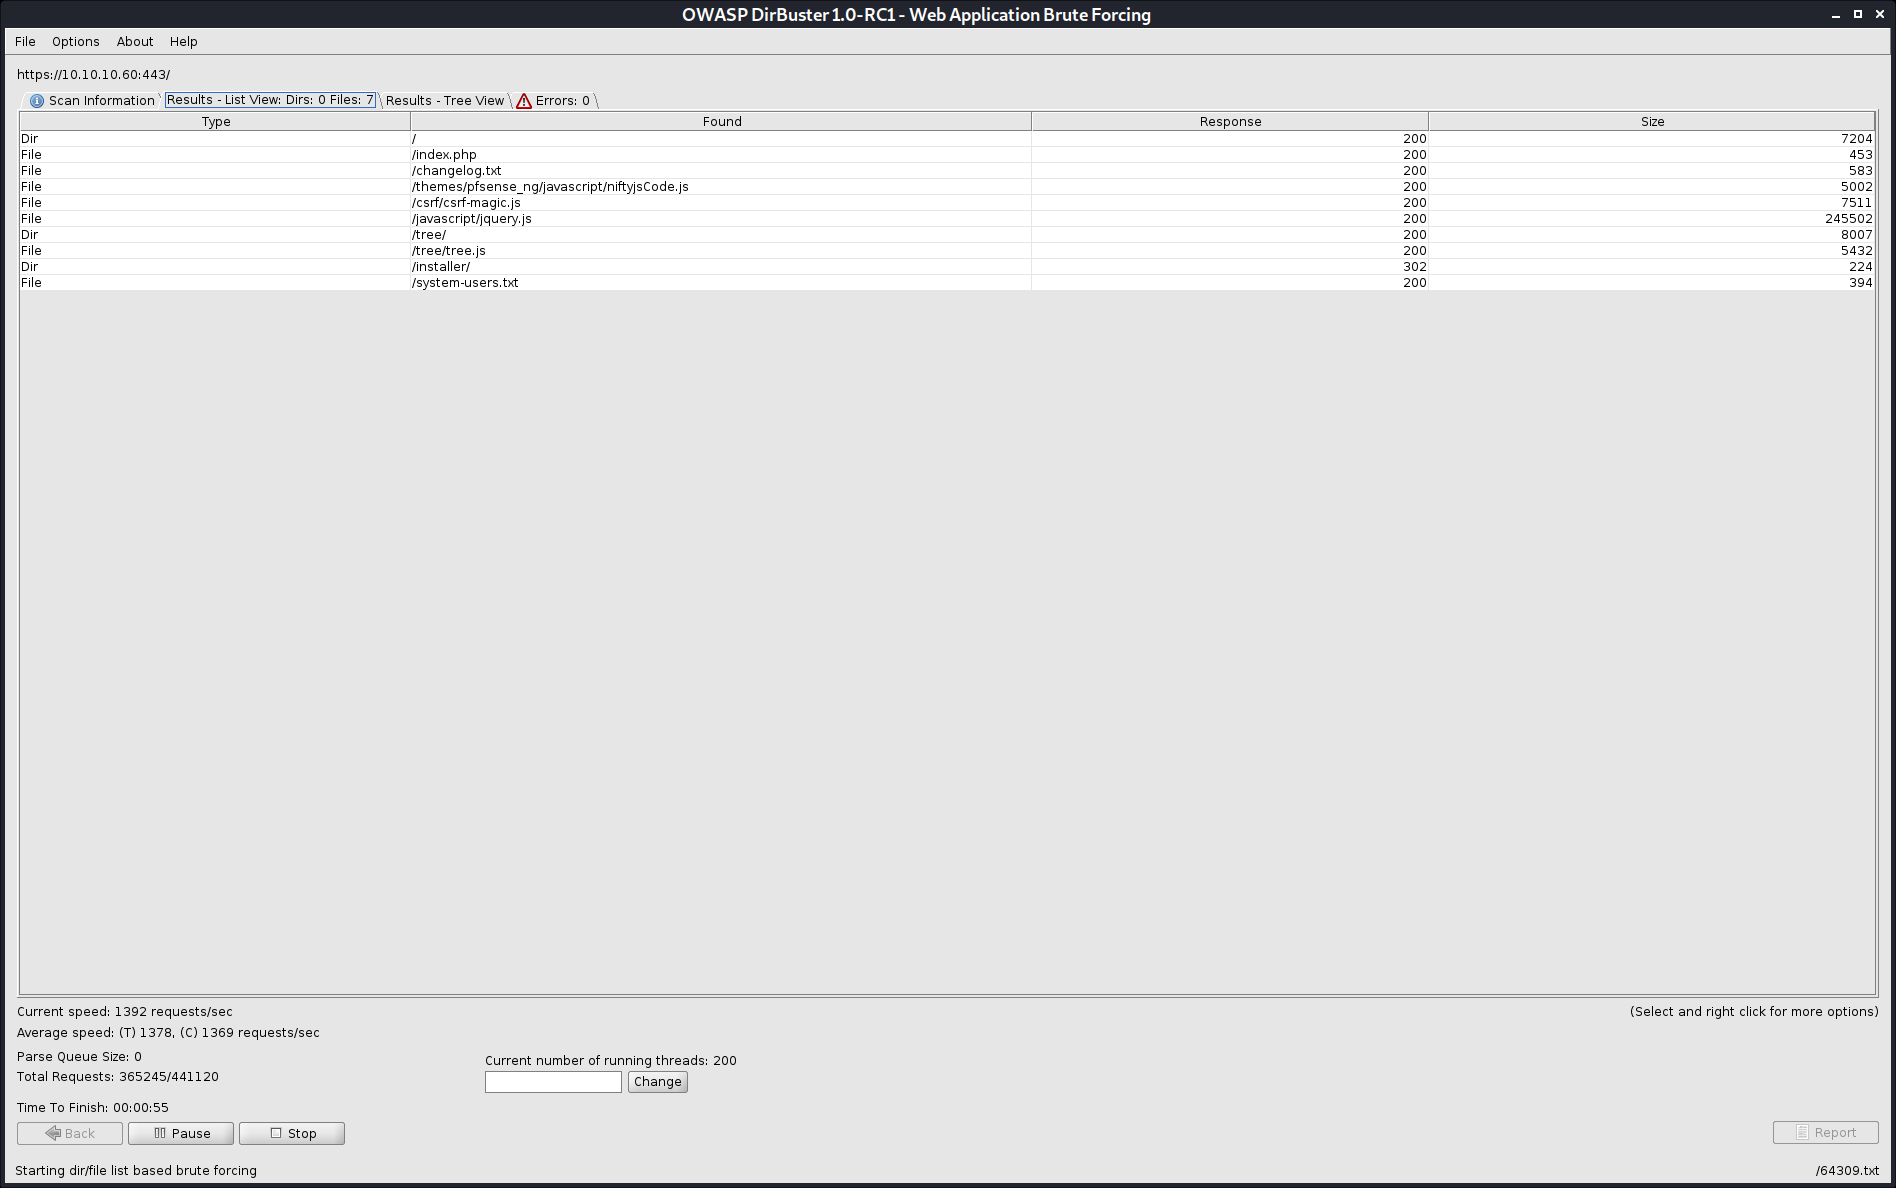 OWASP DirBuster 1.0-RC1 - Web Application Brute Forcing
File Options About Help
https://10.10.10.60:443/
Scan Information Results - List View: Dirs: 0 Files: 7 Results - Tree View Errors: 0
Type Found Response Size
Dir / 200 7204
File /index.php 200 453
File /changelog.txt 200 583
File /themes/pfsense_ng/javascript/niftyjsCode.js 200 5002
File /csrf/csrf-magic.js 200 7511
File /javascript/jquery.js 200 245502
Dir /tree/ 200 8007
File /tree/tree.js 200 5432
Dir /installer/ 302 224
File /system-users.txt 200 394
Current speed: 1392 requests/sec (Select and right click for more options)
Average speed: (T) 1378, (C) 1369 requests/sec
Parse Queue Size: 0 Current number of running threads: 200
Total Requests: 365245/441120 Change
Time To Finish: 00:00:55
Back Pause Stop Report
Starting dir/file list based brute forcing /64309.txt